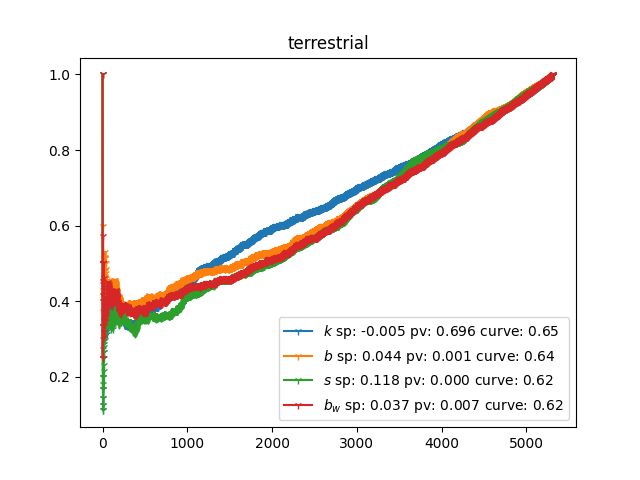 terrestrial
1.0
0.8
0.6
0.4
0.2
k sp: -0.005 pv: 0.696 curve: 0.65
b sp: 0.044 pv: 0.001 curve: 0.64
s sp: 0.118 pv: 0.000 curve: 0.62
b_w sp: 0.037 pv: 0.007 curve: 0.62
0 1000 2000 3000 4000 5000